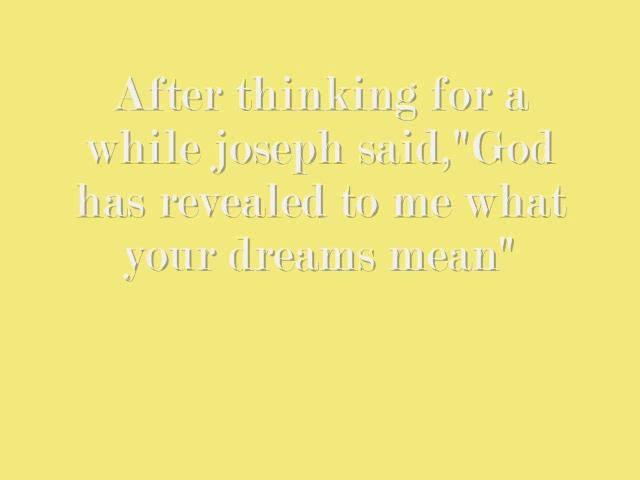 After thinking for a
while joseph said,"God
has revealed to me what
your dreams mean"